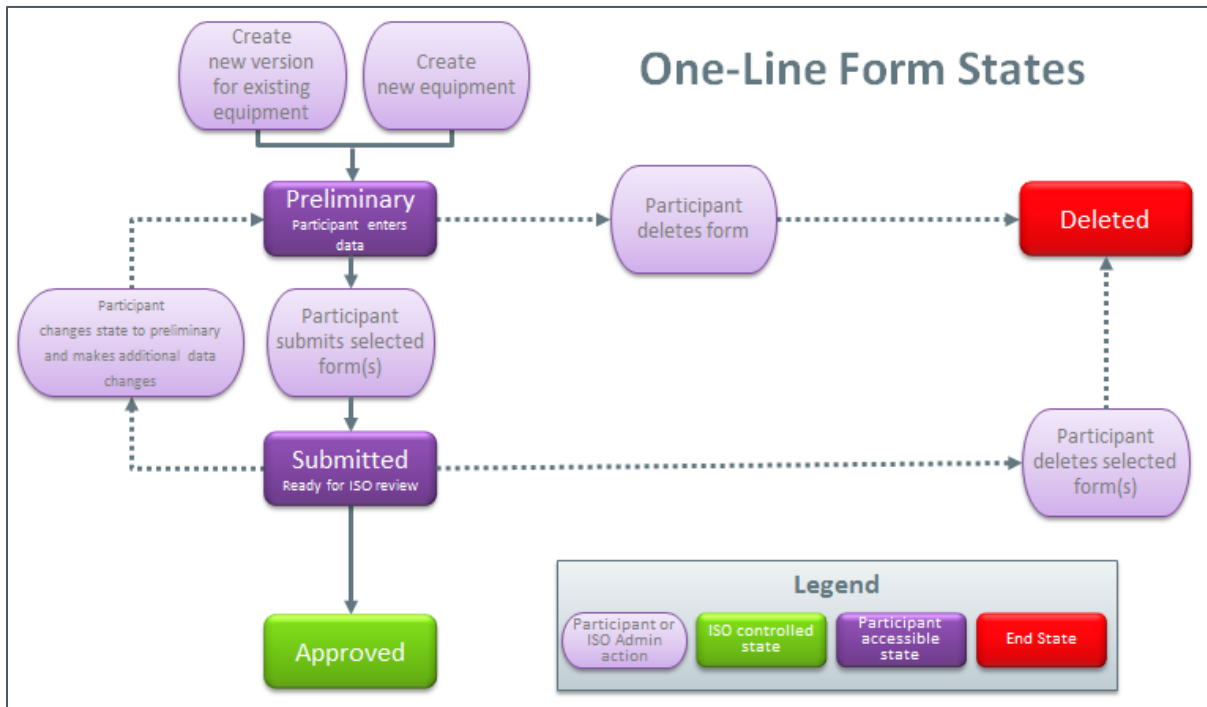 Create
new version
for existing
equipment
Create
new equipment
One-Line Form States
Preliminary
Participant enters
data
Participant
deletes form
Deleted
Participant
changes state to preliminary
and makes additional data
changes
Participant
submits selected
form(s)
Submitted
Ready for ISO review
Participant
deletes selected
form(s)
Approved
Legend
Participant or
ISO Admin
action
ISO controlled
state
Participant
accessible
state
End State